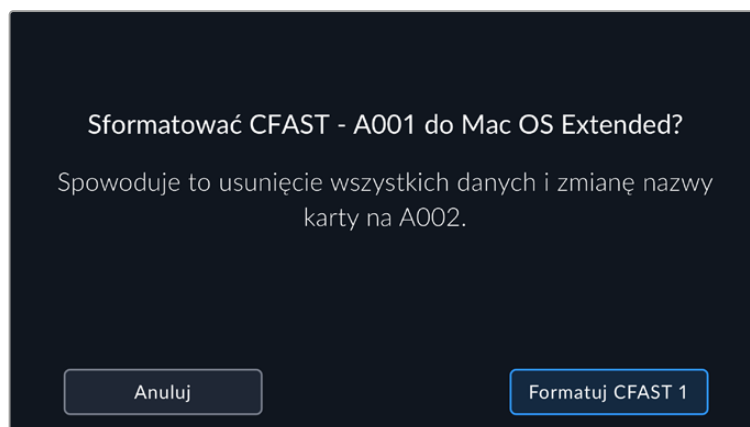 Sformatować CFAST - A001 do Mac OS Extended?
Spowoduje to usunięcie wszystkich danych i zmianę nazwy
karty na A002.
Anuluj
Formatuj CFAST 1